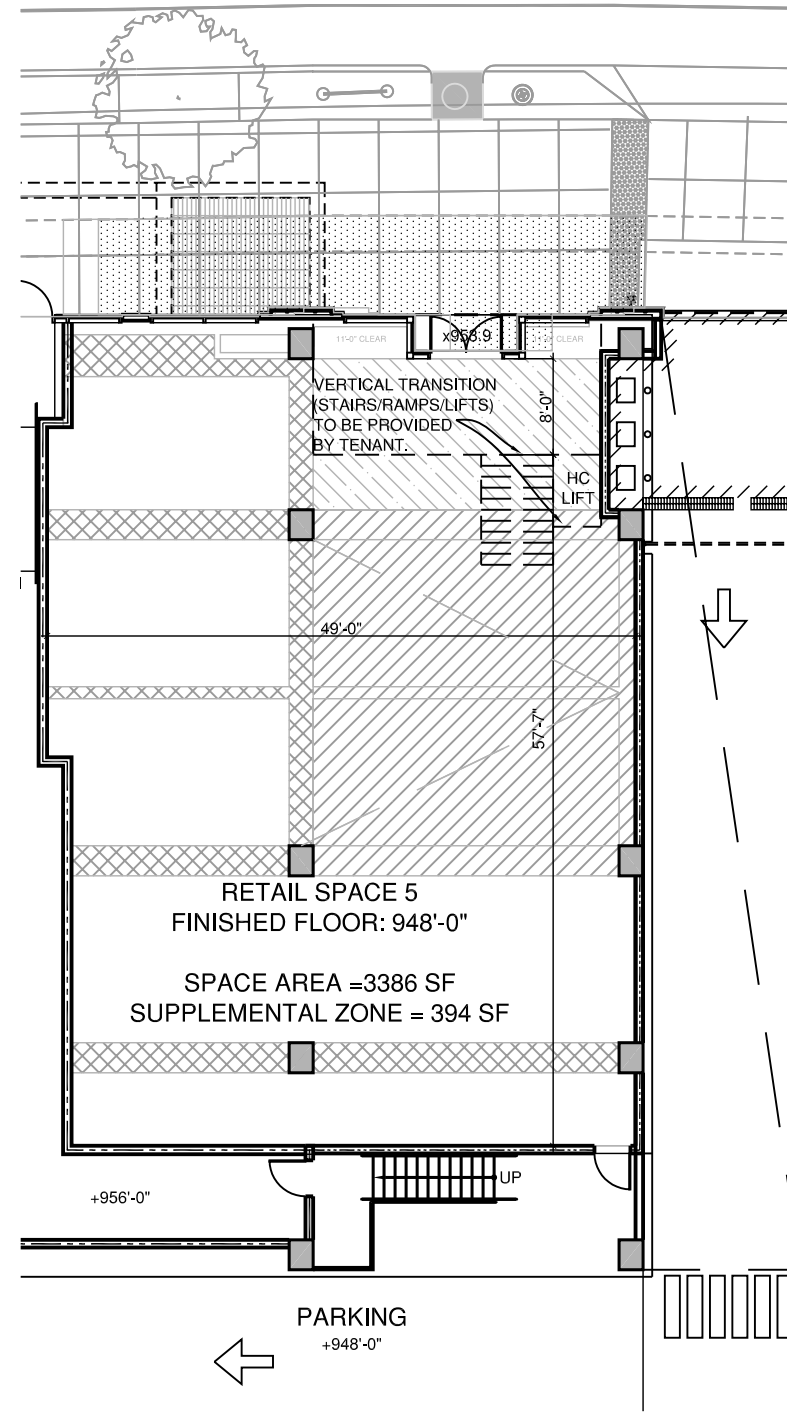 11'-0" CLEAR
x953.9
CLEAR
VERTICAL TRANSITION
(STAIRS/RAMPS/LIFTS)
TO BE PROVIDED
BY TENANT.
8'-0"
HC
LIFT
49'-0"
57'-7"
RETAIL SPACE 5
FINISHED FLOOR: 948'-0"
SPACE AREA =3386 SF
SUPPLEMENTAL ZONE = 394 SF
UP
+956'-0"
PARKING
+948'-0"